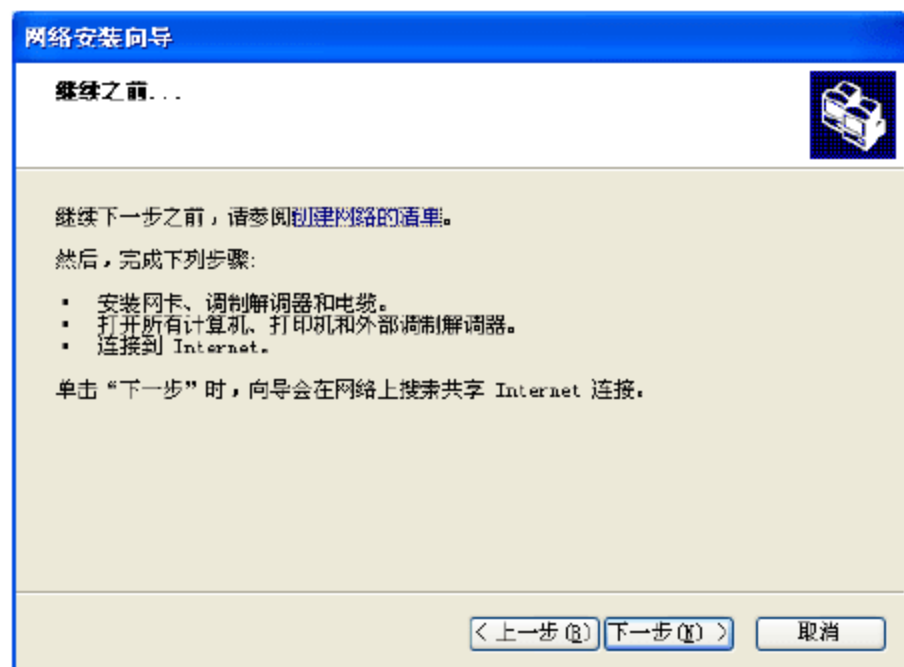 网络安装向导
继续之前...
继续下一步之前，请参阅创建网络的清单。
然后，完成下列步骤:
▪ 安装网卡、调制解调器和电缆。
▪ 打开所有计算机、打印机和外部调制解调器。
▪ 连接到 Internet。
单击“下一步”时，向导会在网络上搜索共享 Internet 连接。
< 上一步(B) 下一步(N) > 取消